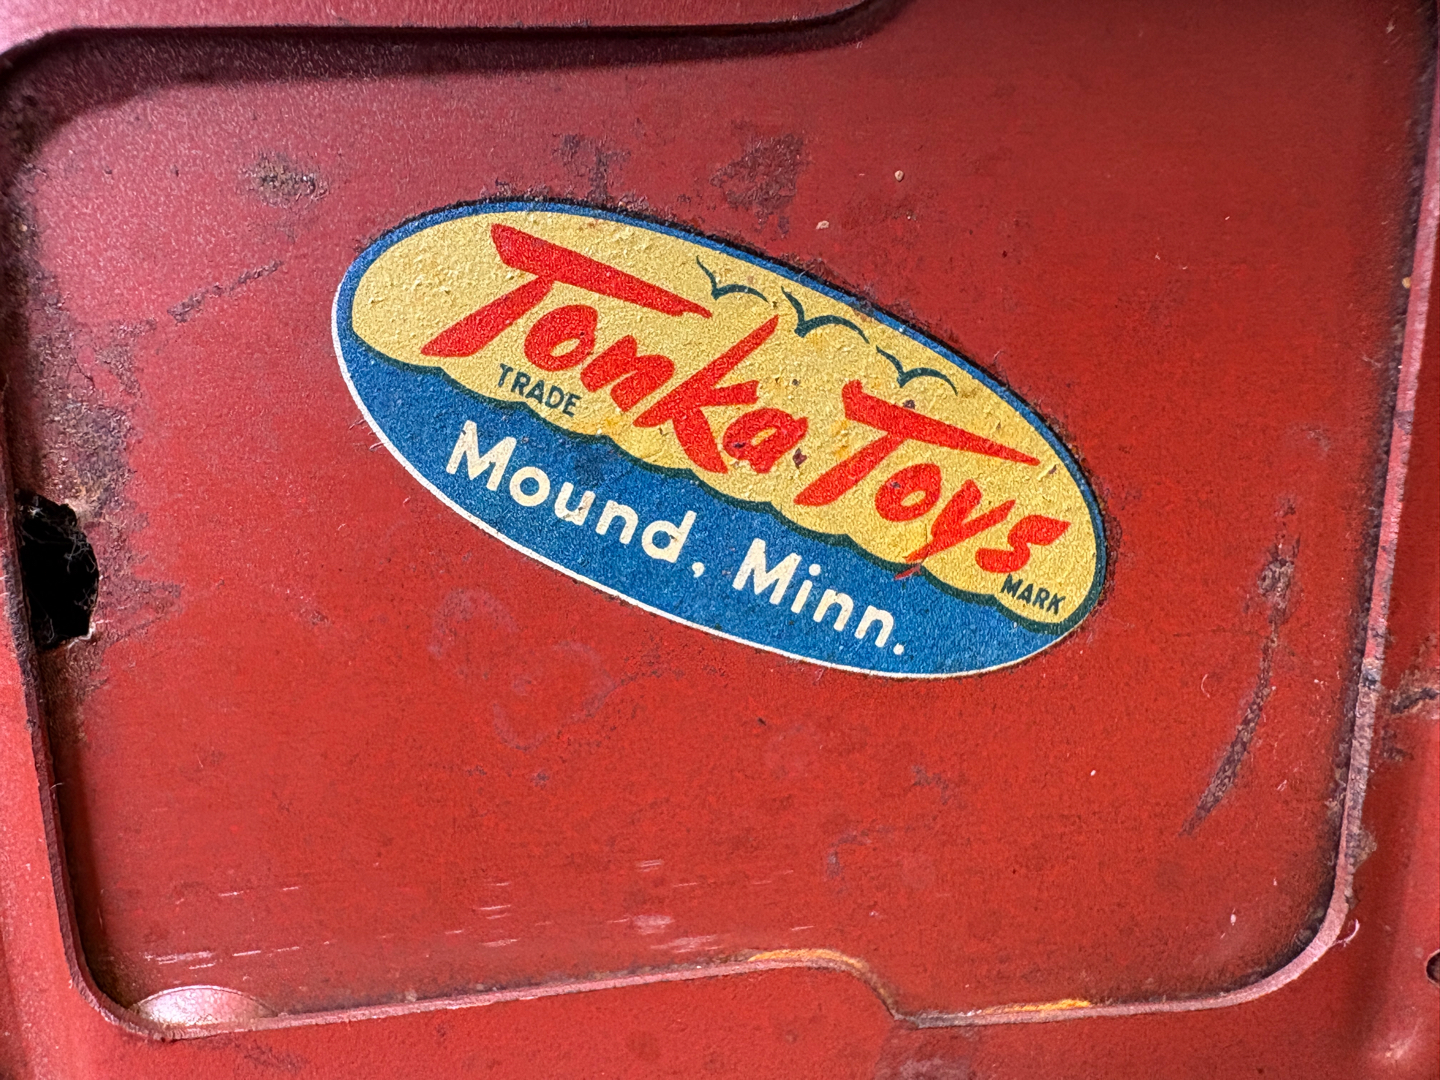 Tonka Toys
TRADE MARK
Mound, Minn.